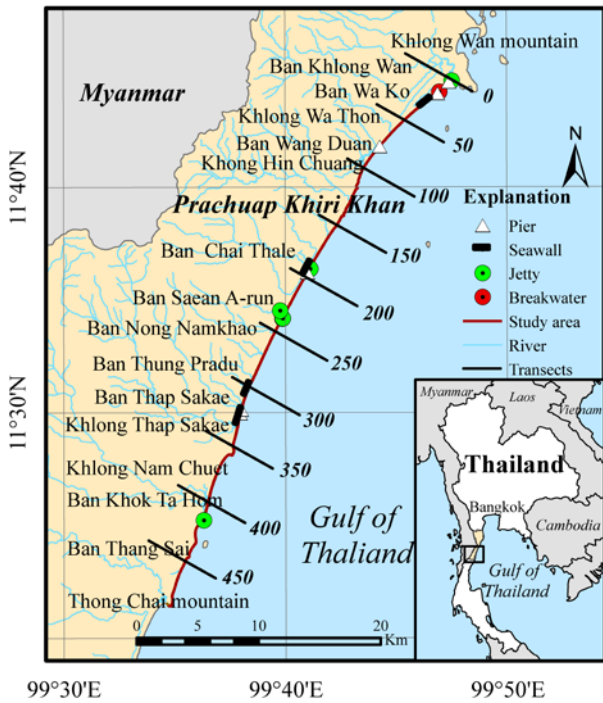 Khlong Wan mountain
Ban Khlong Wan
Myanmar
Ban Wa Ko
0
Khlong Wa Thon
50
N
Ban Wang Duan
Khong Hin Chuang
11°40'N
100
Prachuap Khiri Khan
Explanation
Pier
Seawall
Jetty
Breakwater
Study area
River
Transects
150
Ban Chai Thale
200
Ban Saean A-run
Ban Nong Namkhao
250
Ban Thung Pradu
Ban Thap Sakae
300
11°30'N
Khlong Thap Sakae
350
Khlong Nam Chuet
Ban Khok Ta Hom
400
Gulf of
Thaliand
Ban Thang Sai
450
Thong Chai mountain
0 5 10 20
Km
Myanmar
Laos
Vietnam
Thailand
Bangkok
Cambodia
Gulf of
Thailand
99°30'E 99°40'E 99°50'E